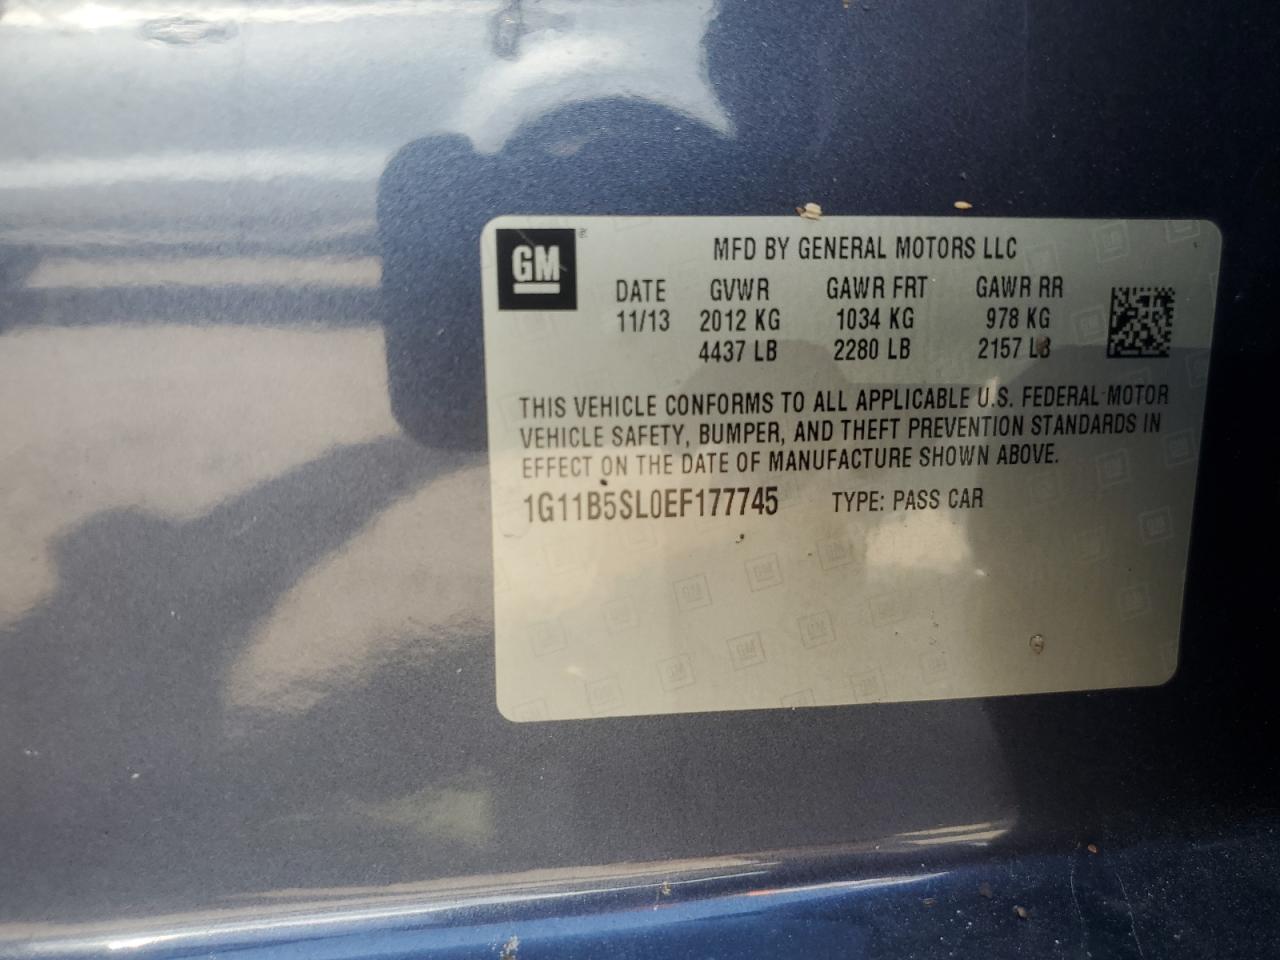 GM
MFD BY GENERAL MOTORS LLC
DATE GVWR GAWR FRT GAWR RR
11/13 2012 KG 1034 KG 978 KG
4437 LB 2280 LB 2157 LB
THIS VEHICLE CONFORMS TO ALL APPLICABLE U.S. FEDERAL MOTOR
VEHICLE SAFETY, BUMPER, AND THEFT PREVENTION STANDARDS IN
EFFECT ON THE DATE OF MANUFACTURE SHOWN ABOVE.
1G11B5SL0EF177745 TYPE: PASS CAR